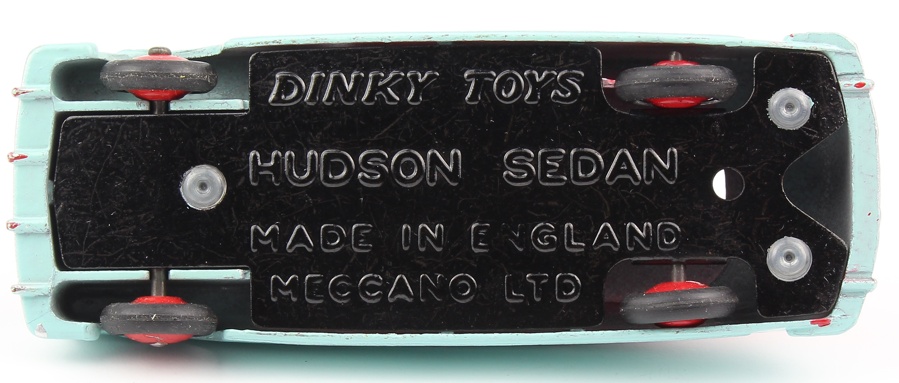 DINKY TOYS
HUDSON SEDAN
MADE IN ENGLAND
MECCANO LTD